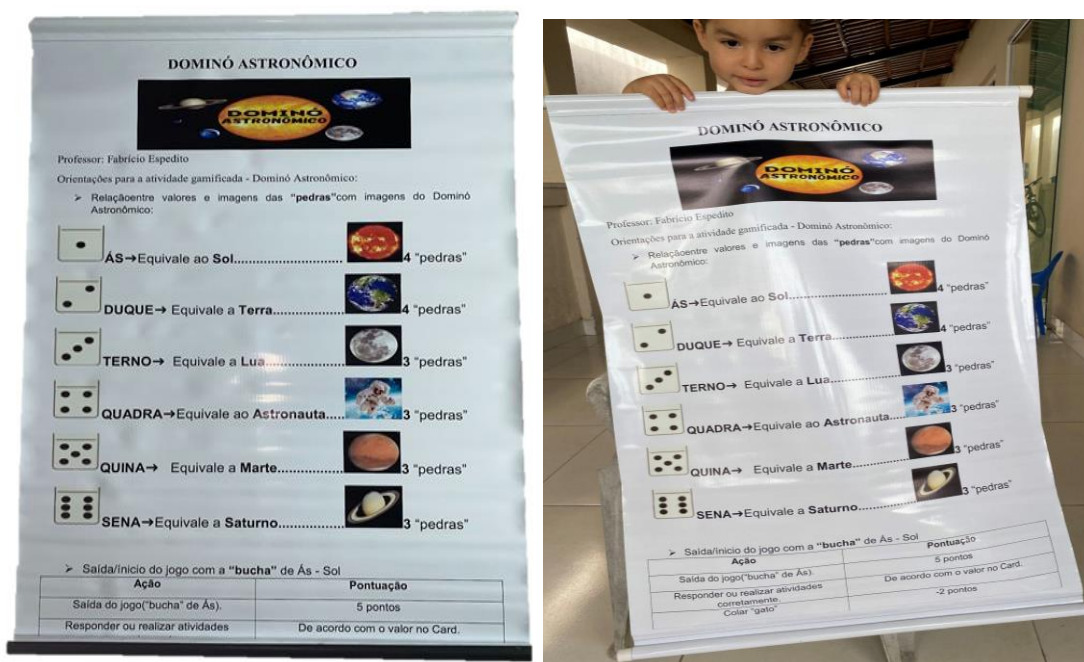 DOMINÓ ASTRONÔMICO
DOMINÓ
ASTRONÔMICO
Professor: Fabrício Espedito
Orientações para a atividade gamificada - Dominó Astronômico:
➢ Relaçãoentre valores e imagens das “pedras”com imagens do Dominó
Astronômico:
ÁS→Equivale ao Sol............................... 4 “pedras”
DUQUE→ Equivale a Terra..................... 4 “pedras”
TERNO→ Equivale a Lua....................... 3 “pedras”
QUADRA→Equivale ao Astronauta..... 3 “pedras”
QUINA→ Equivale a Marte.................... 3 “pedras”
SENA→Equivale a Saturno.................... 3 “pedras”
➢ Saída/início do jogo com a “bucha” de Ás - Sol
Ação Pontuação
Saída do jogo(“bucha” de Ás). 5 pontos
Responder ou realizar atividades De acordo com o valor no Card.
DOMINÓ ASTRONÔMICO
DOMINÓ
ASTRONÔMICO
Professor: Fabrício Espedito
Orientações para a atividade gamificada - Dominó Astronômico:
➢ Relaçãoentre valores e imagens das “pedras”com imagens do Dominó
Astronômico:
ÁS→Equivale ao Sol............................... 4 “pedras”
DUQUE→ Equivale a Terra..................... 4 “pedras”
TERNO→ Equivale a Lua....................... 3 “pedras”
QUADRA→Equivale ao Astronauta..... 3 “pedras”
QUINA→ Equivale a Marte.................... 3 “pedras”
SENA→Equivale a Saturno.................... 3 “pedras”
➢ Saída/início do jogo com a “bucha” de Ás - Sol
Ação Pontuação
Saída do jogo(“bucha” de Ás). 5 pontos
Responder ou realizar atividades De acordo com o valor no Card.
corretamente.
Colar “gato” -2 pontos